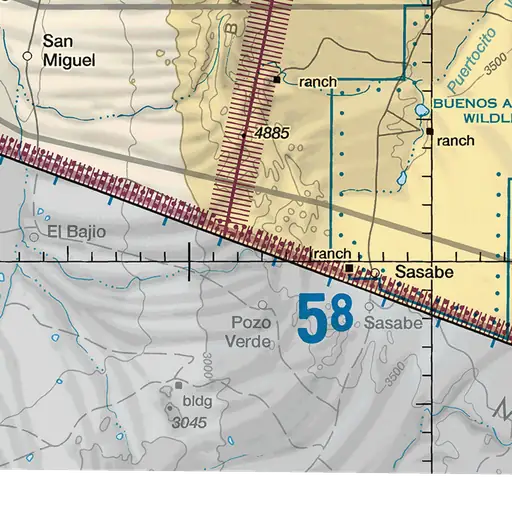 San
Miguel
ranch
4885
Puertocito
3500
BUENOS A
WILDL
ranch
El Bajio
ranch
Sasabe
58
Pozo
Verde
Sasabe
3000
3500
bldg
3045